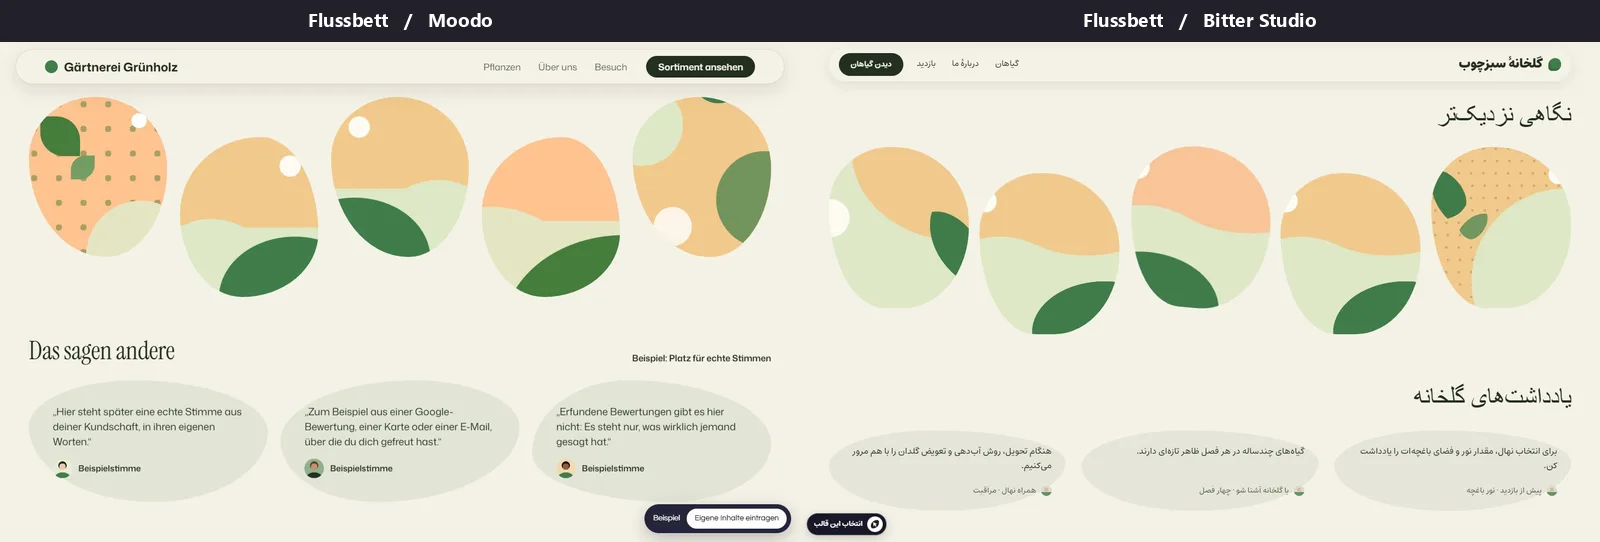 Flussbett / Moodo
Flussbett / Bitter Studio
Gärtnerei Grünholz
Pflanzen
Über uns
Besuch
Sortiment ansehen
Das sagen andere
Beispiel: Platz für echte Stimmen
„Hier steht später eine echte Stimme aus
deiner Kundschaft, in ihren eigenen
Worten.“
Beispielstimme
„Zum Beispiel aus einer Google-
Bewertung, einer Karte oder einer E-Mail,
über die du dich gefreut hast.“
Beispielstimme
„Erfundene Bewertungen gibt es hier
nicht: Es steht nur, was wirklich jemand
gesagt hat.“
Beispielstimme
Beispiel
Eigene Inhalte eintragen
گلخانهٔ سبزچوب
گیاهان
دربارهٔ ما
بازدید
دیدن گیاهان
نگاهی نزدیک‌تر
یادداشت‌های گلخانه
برای انتخاب نهال، مقدار نور و فضای باغچه‌ات را یادداشت
کن.
پیش از بازدید · نور باغچه
گیاه‌های چندساله در هر فصل ظاهر تازه‌ای دارند.
با گلخانه آشنا شو · چهار فصل
هنگام تحویل، روش آب‌دهی و تعویض گلدان را با هم مرور
می‌کنیم.
همراه نهال · مراقبت
انتخاب این قالب